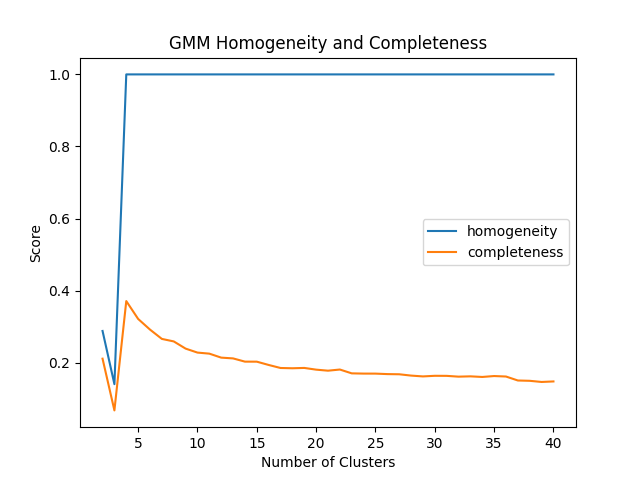 GMM Homogeneity and Completeness
Score
1.0
0.8
0.6
0.4
0.2
homogeneity
completeness
5 10 15 20 25 30 35 40
Number of Clusters